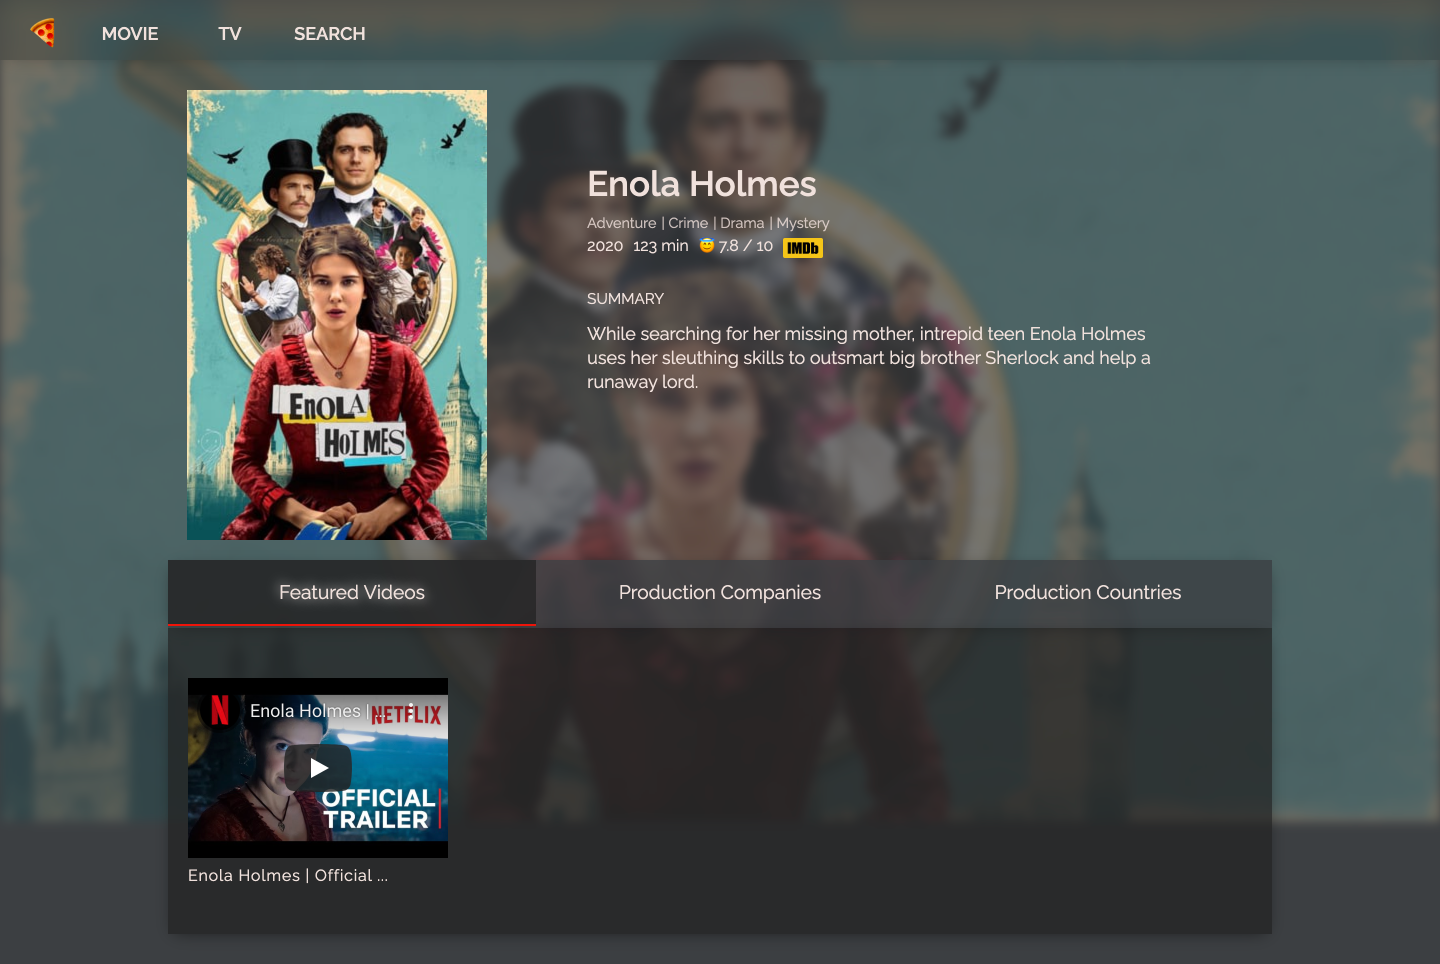 MOVIE TV SEARCH
ENOLA
HOLMES
Enola Holmes
Adventure | Crime | Drama | Mystery
2020 123 min 😇 7.8 / 10 IMDb
SUMMARY
While searching for her missing mother, intrepid teen Enola Holmes
uses her sleuthing skills to outsmart big brother Sherlock and help a
runaway lord.
Featured Videos Production Companies Production Countries
N Enola Holmes | ... NETFLIX
OFFICIAL
TRAILER
Enola Holmes | Official ...